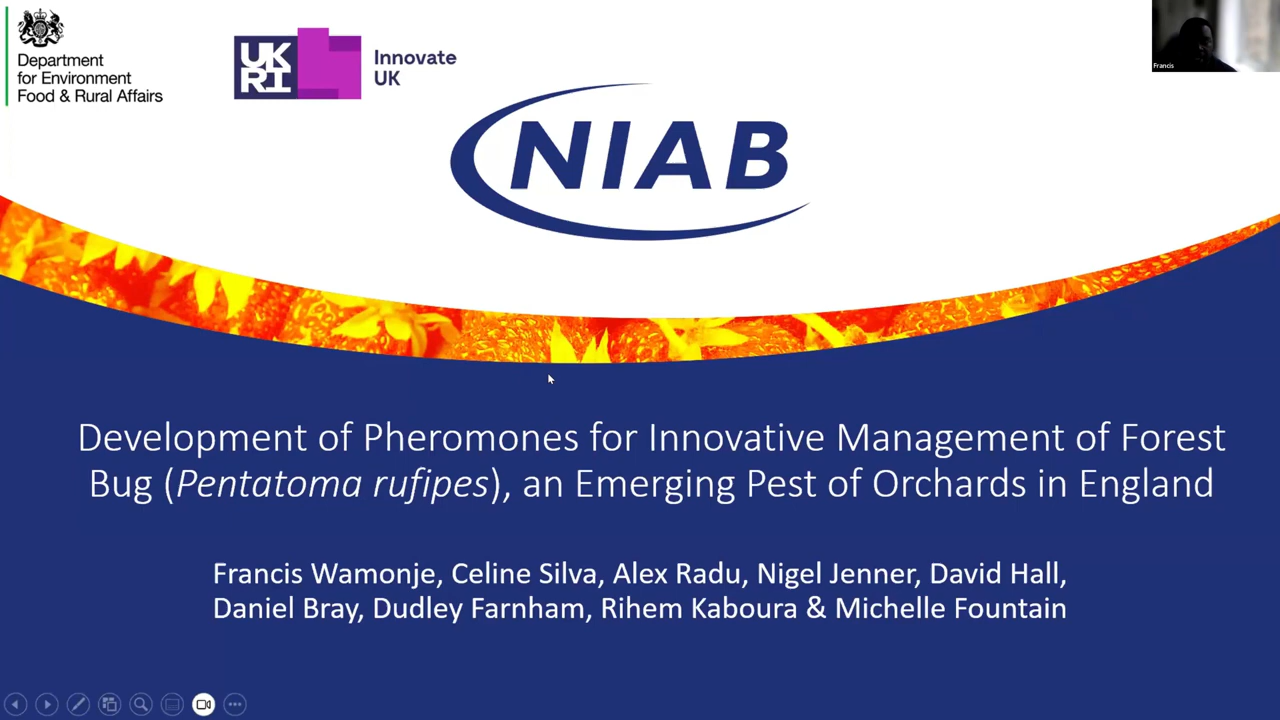 Department
for Environment
Food & Rural Affairs
UK
RI
Innovate
UK
Francis
NIAB
Development of Pheromones for Innovative Management of Forest
Bug (Pentatoma rufipes), an Emerging Pest of Orchards in England
Francis Wamonje, Celine Silva, Alex Radu, Nigel Jenner, David Hall,
Daniel Bray, Dudley Farnham, Rihem Kaboura & Michelle Fountain